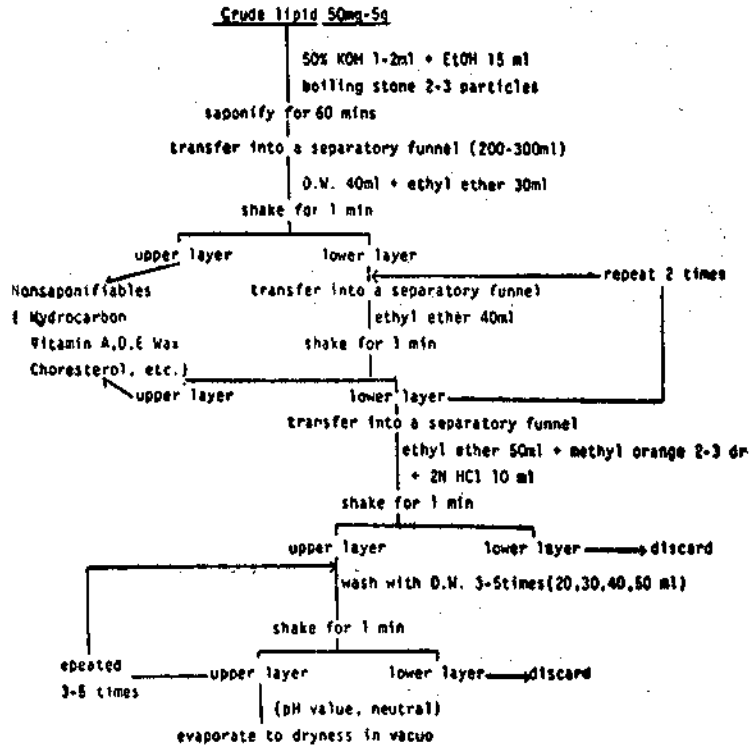 Crude lipid 50mg-5g
50% KOH 1-2ml + EtOH 15 ml
boiling stone 2-3 particles
saponify for 60 mins
transfer into a separatory funnel (200-300ml)
D.W. 40ml + ethyl ether 30ml
shake for 1 min
upper layer lower layer
repeat 2 times
Nonsaponifiables transfer into a separatory funnel
( Hydrocarbon ethyl ether 40ml
Vitamin A,D,E Wax shake for 1 min
Choresterol, etc.)
upper layer lower layer
transfer into a separatory funnel
ethyl ether 50ml + methyl orange 2-3 dr
+ 2N HCl 10 ml
shake for 1 min
upper layer lower layer discard
wash with D.W. 3-5times(20,30,40,50 ml)
shake for 1 min
epeated upper layer lower layer discard
3-5 times
(pH value, neutral)
evaporate to dryness in vacuo